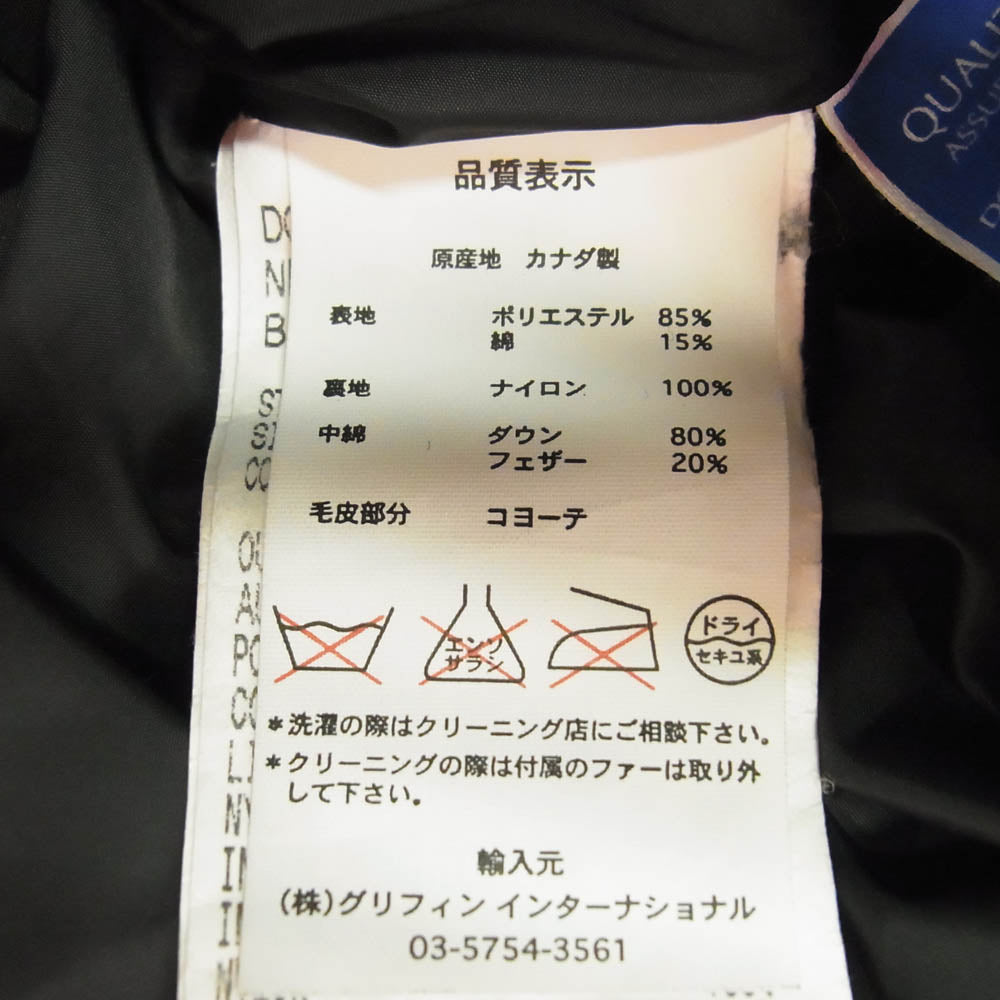 品質表示
原産地 カナダ製
表地 ポリエステル 85%
綿 15%
裏地 ナイロン 100%
中綿 ダウン 80%
フェザー 20%
毛皮部分 コヨーテ
エンソ
サラシ
ドライ
セキユ系
*洗濯の際はクリーニング店にご相談下さい。
*クリーニングの際は付属のファーは取り外
して下さい。
輸入元
(株)グリフィン インターナショナル
03-5754-3561